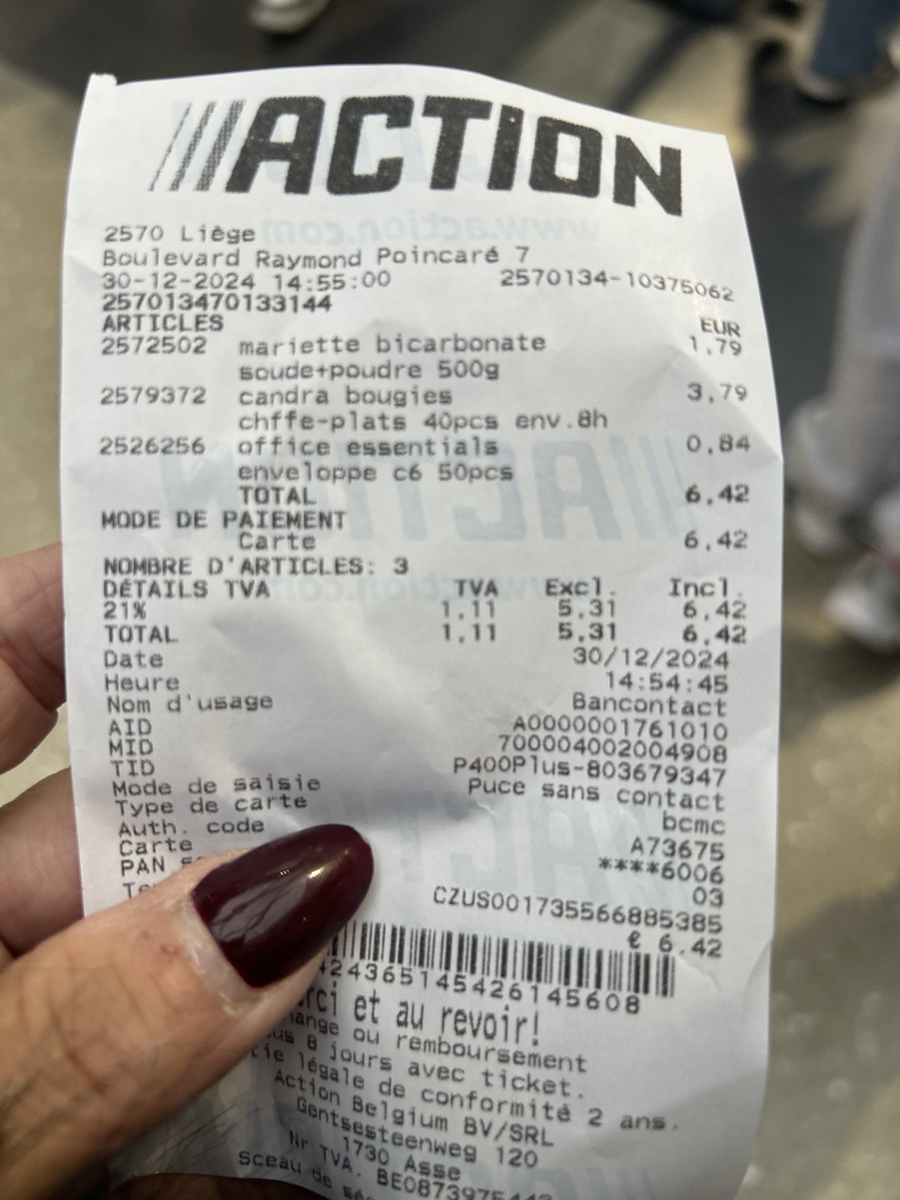 ACTION
2570 Liège
Boulevard Raymond Poincaré 7
30-12-2024 14:55:00 2570134-10375062
257013470133144
ARTICLES EUR
2572502 mariette bicarbonate 1,79
soude+poudre 500g
2579372 candra bougies 3,79
chffe-plats 40pcs env.8h
2526256 office essentials 0,84
enveloppe c6 50pcs
TOTAL 6,42
MODE DE PAIEMENT
Carte 6,42
NOMBRE D'ARTICLES: 3
DÉTAILS TVA TVA Excl. Incl.
21% 1,11 5,31 6,42
TOTAL 1,11 5,31 6,42
Date 30/12/2024
Heure 14:54:45
Nom d'usage Bancontact
AID A0000001761010
MID 700004002004908
TID P400Plus-803679347
Mode de saisie Puce sans contact
Type de carte bcmc
Auth. code A73675
Carte ****6006
PAN 03
CZUS001735566885385
€ 6.42
24365145426145608
et au revoir!
ou remboursement
8 jours avec ticket.
légale de conformité 2 ans.
Action Belgium BV/SRL
Gentsesteenweg 120
1730 Asse
Nr TVA.
Sceau de